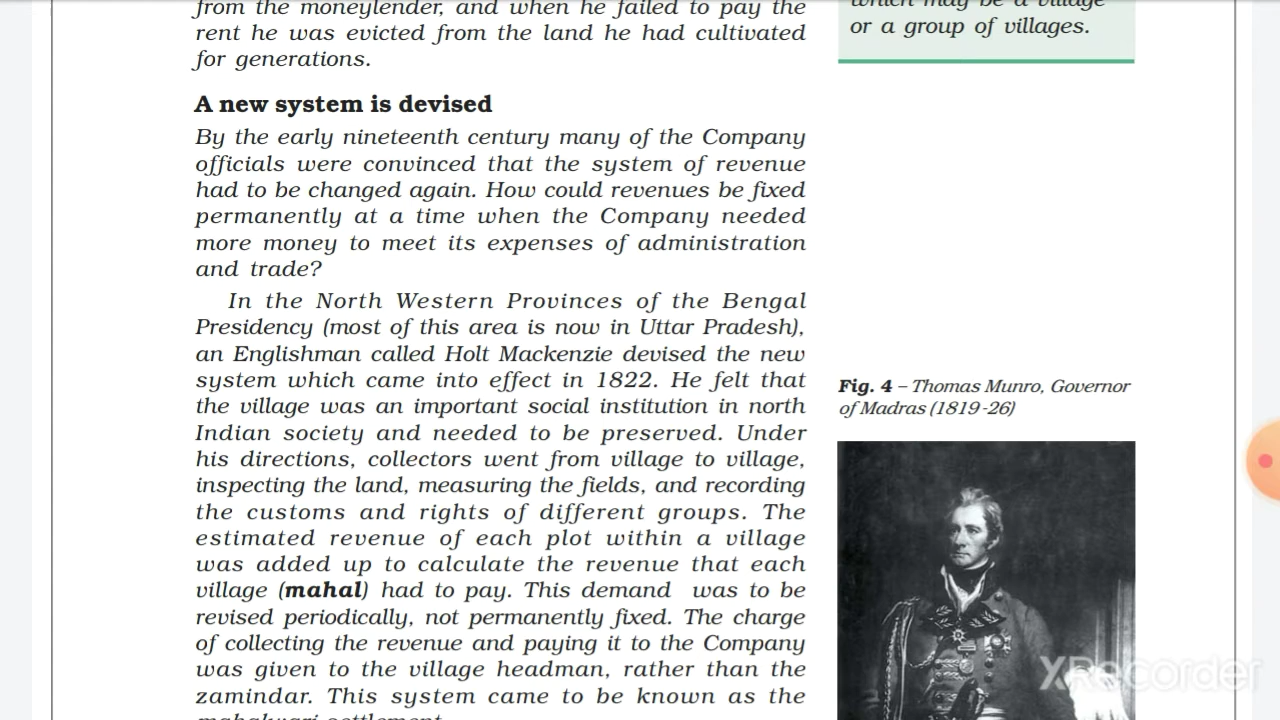 from the moneylender, and when he failed to pay the
rent he was evicted from the land he had cultivated
for generations.
A new system is devised
By the early nineteenth century many of the Company
officials were convinced that the system of revenue
had to be changed again. How could revenues be fixed
permanently at a time when the Company needed
more money to meet its expenses of administration
and trade?
In the North Western Provinces of the Bengal
Presidency (most of this area is now in Uttar Pradesh),
an Englishman called Holt Mackenzie devised the new
system which came into effect in 1822. He felt that
the village was an important social institution in north
Indian society and needed to be preserved. Under
his directions, collectors went from village to village,
inspecting the land, measuring the fields, and recording
the customs and rights of different groups. The
estimated revenue of each plot within a village
was added up to calculate the revenue that each
village (mahal) had to pay. This demand was to be
revised periodically, not permanently fixed. The charge
of collecting the revenue and paying it to the Company
was given to the village headman, rather than the
zamindar. This system came to be known as the
mahalwari settlement.
which may be a village
or a group of villages.
Fig. 4 – Thomas Munro, Governor
of Madras (1819-26)
XRecorder